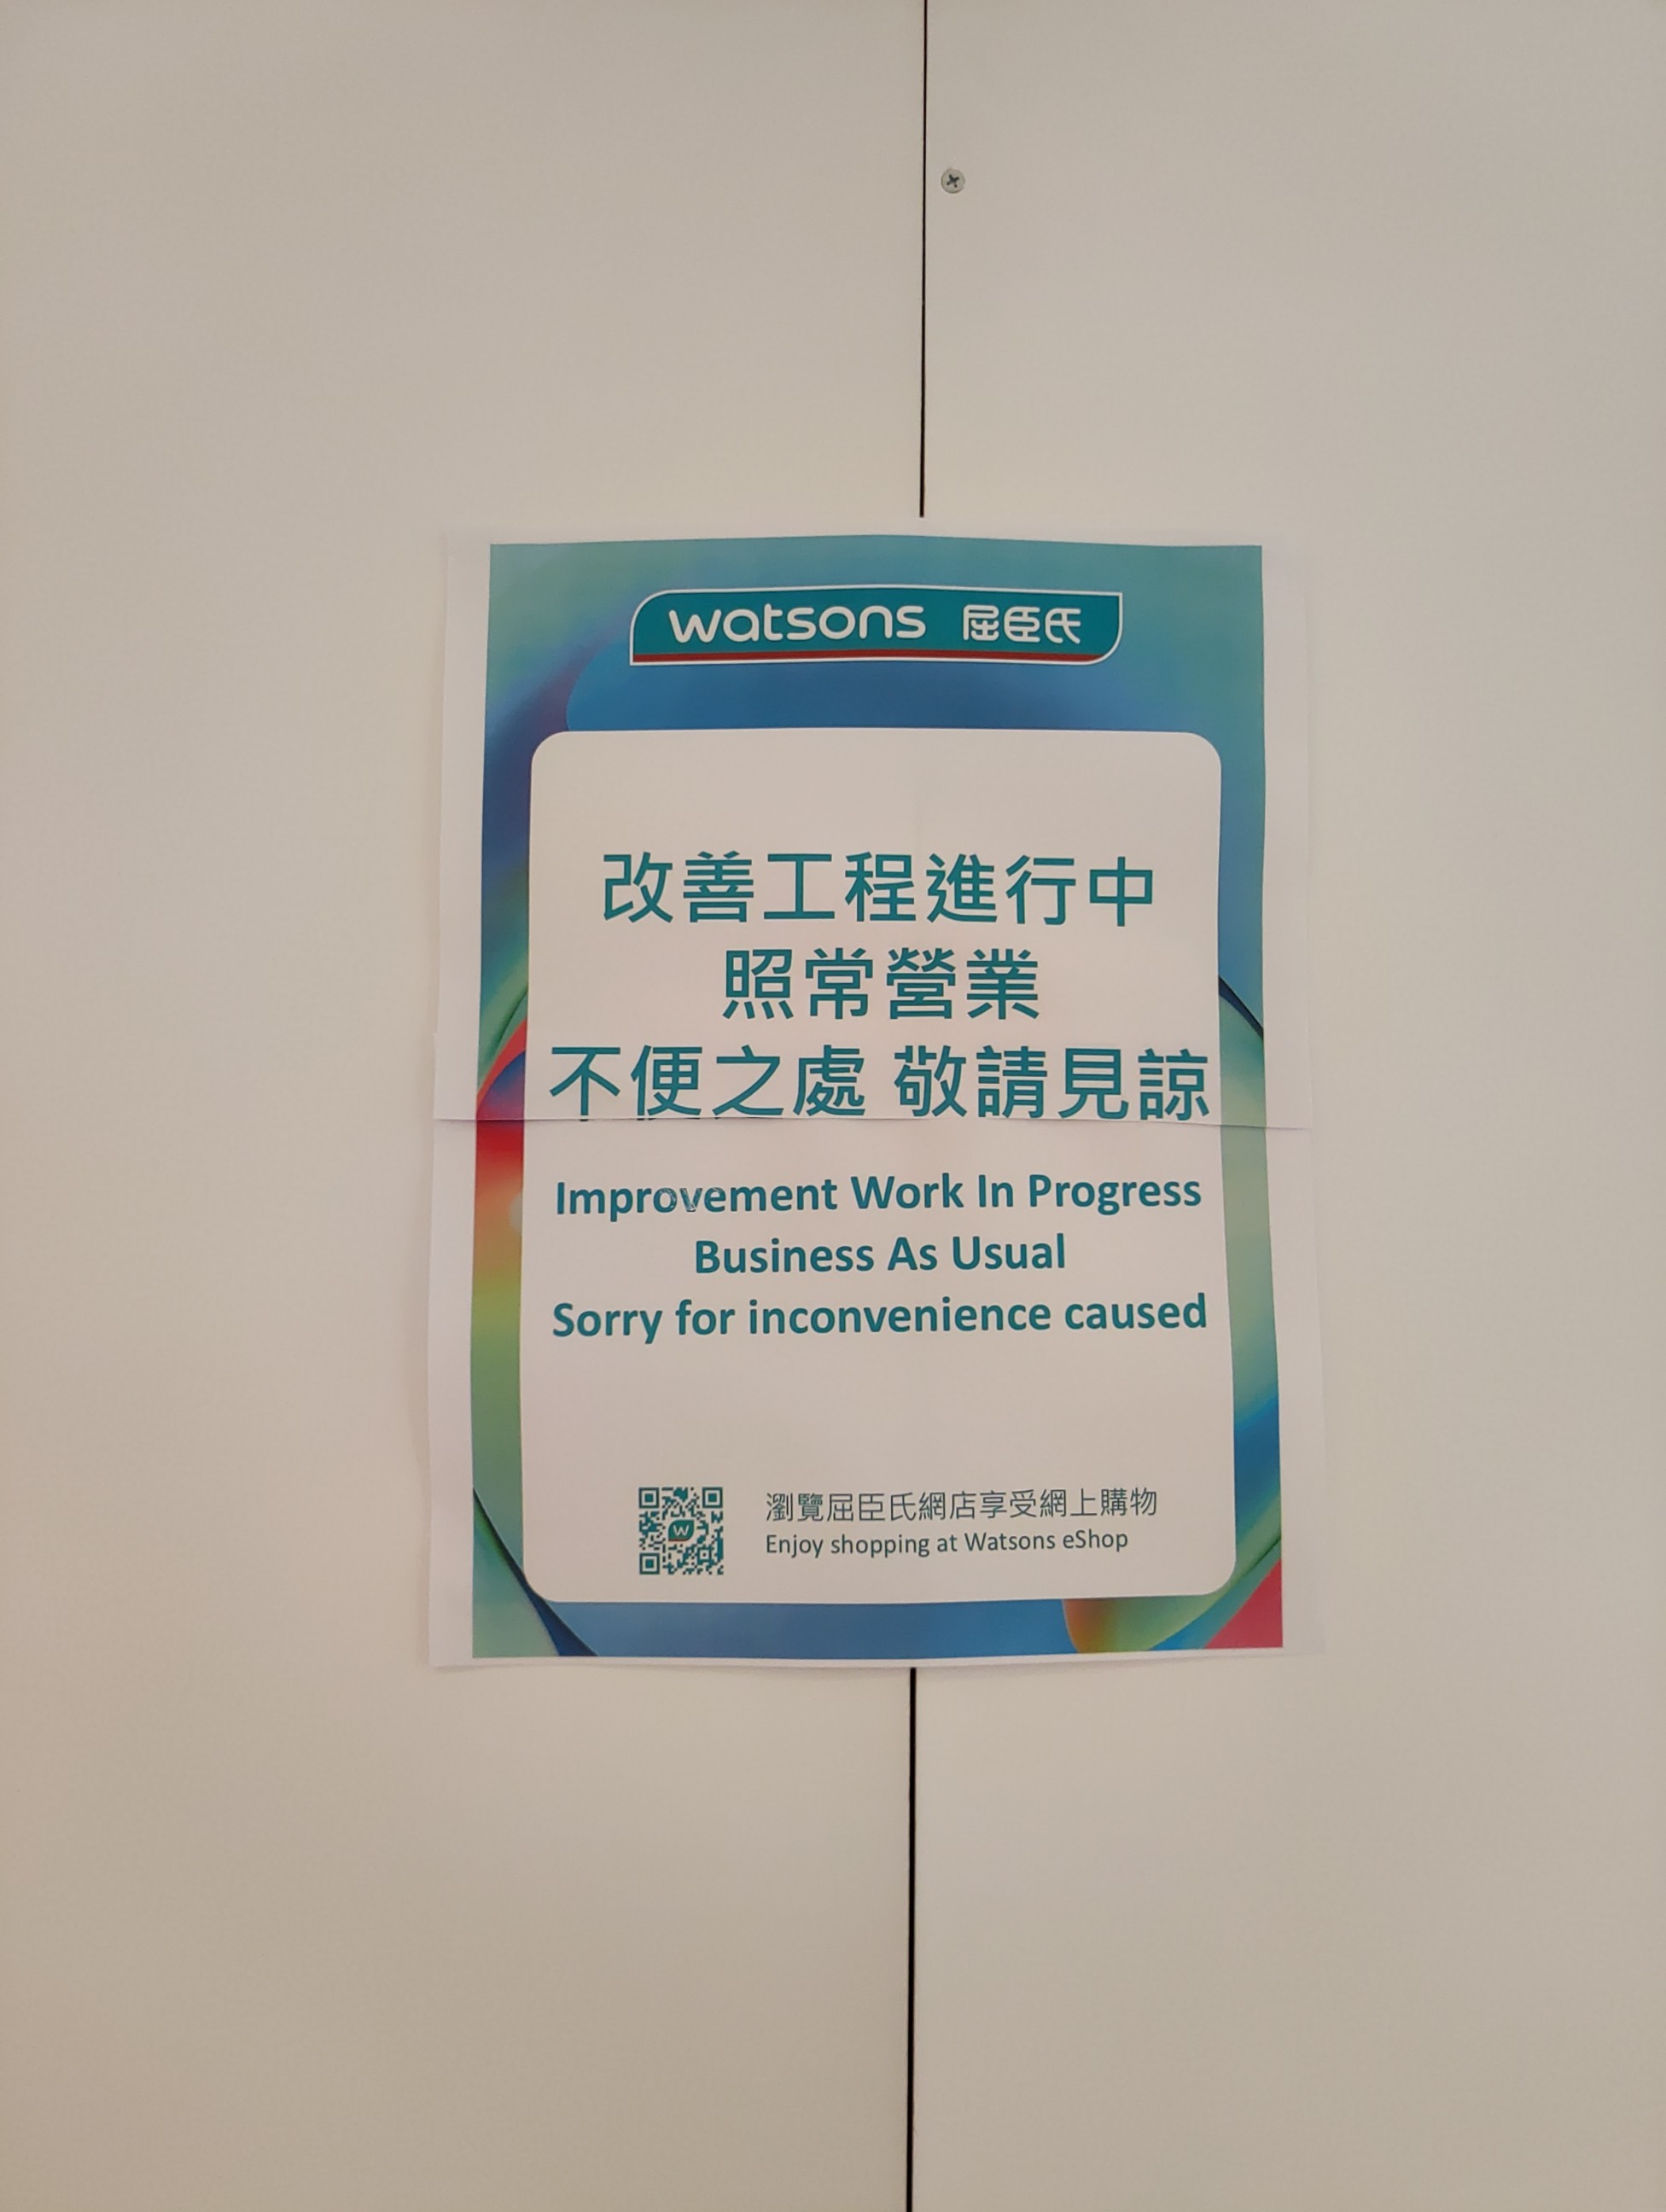 watsons 屈臣氏
改善工程進行中
照常營業
不便之處 敬請見諒
Improvement Work In Progress
Business As Usual
Sorry for inconvenience caused
瀏覽屈臣氏網店享受網上購物
Enjoy shopping at Watsons eShop